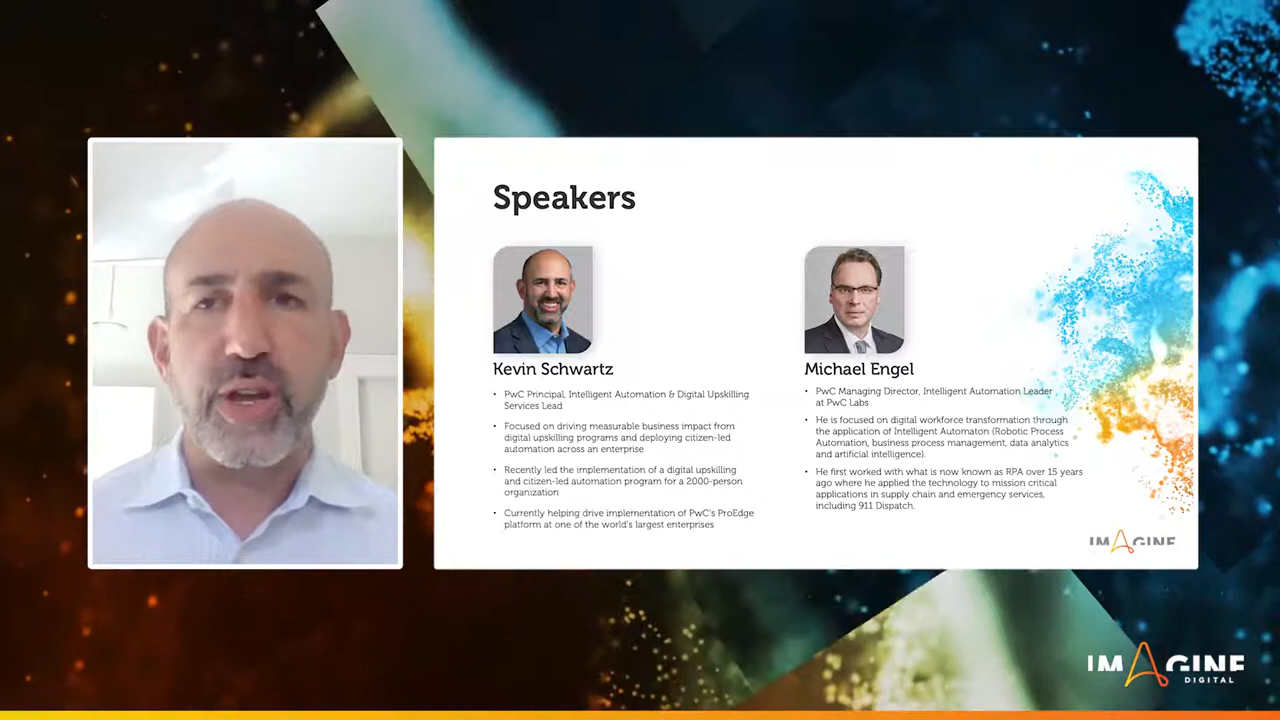 Speakers
Kevin Schwartz
• PwC Principal, Intelligent Automation & Digital Upskilling
Services Lead
• Focused on driving measurable business impact from
digital upskilling programs and deploying citizen-led
automation across an enterprise
• Recently led the implementation of a digital upskilling
and citizen-led automation program for a 2000-person
organization
• Currently helping drive implementation of PwC's ProEdge
platform at one of the world's largest enterprises
Michael Engel
• PwC Managing Director, Intelligent Automation Leader
at PwC Labs
• He is focused on digital workforce transformation through
the application of Intelligent Automaton (Robotic Process
Automation, business process management, data analytics
and artificial intelligence).
• He first worked with what is now known as RPA over 15 years
ago where he applied the technology to mission critical
applications in supply chain and emergency services,
including 911 Dispatch.
IMAGINE
IMAGINE
DIGITAL